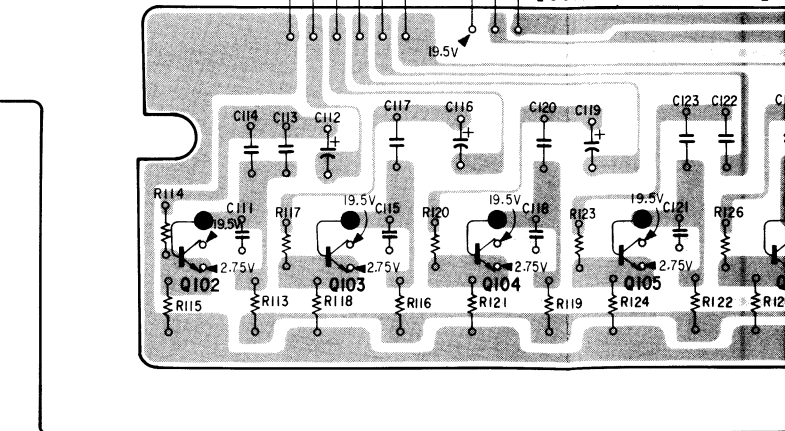 19.5V
C114 C113 C112 C117 C116 C120 C119 C123 C122
R114 19.5V C111 R117 19.5V C115 R120 19.5V C118 R123 19.5V C121 R126
2.75V 2.75V 2.75V 2.75V
Q102 Q103 Q104 Q105
R115 R113 R118 R116 R121 R119 R124 R122